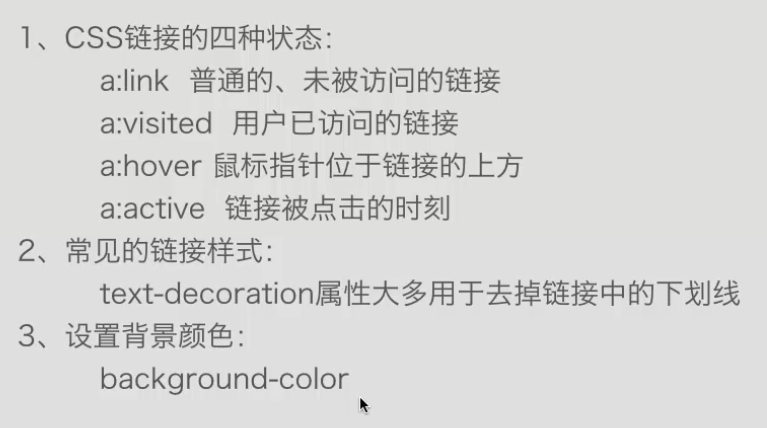 1、CSS链接的四种状态：
a:link 普通的、未被访问的链接
a:visited 用户已访问的链接
a:hover 鼠标指针位于链接的上方
a:active 链接被点击的时刻
2、常见的链接样式：
text-decoration属性大多用于去掉链接中的下划线
3、设置背景颜色：
background-color